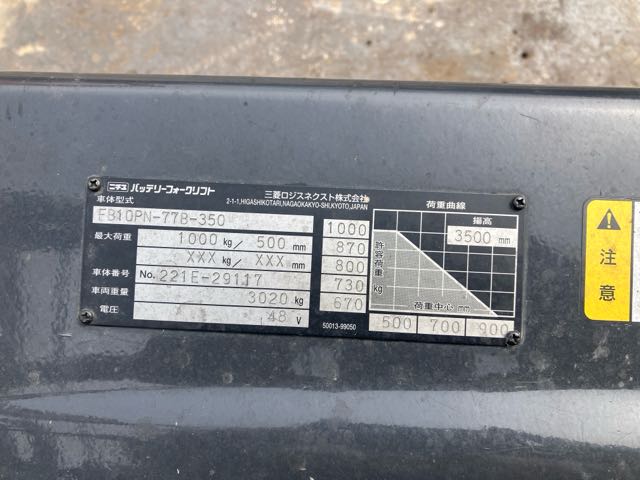 ニチユ バッテリーフォークリフト
三菱ロジスネクスト株式会社
2-1-1,HIGASHIKOTARI,NAGAOKAKYO-SHI,KYOTO,JAPAN
車体型式
FB10PN-77B-350
最大荷重 1000 kg/ 500 mm
XXX kg/ XXX mm
車体番号 No. 221E-29117
車両重量 3020 kg
電圧 48 V
50013-99050
荷重曲線
1000
870
800
730
670
許容荷重 kg
揚高
3500 mm
荷重中心 mm
500 700 900
注意